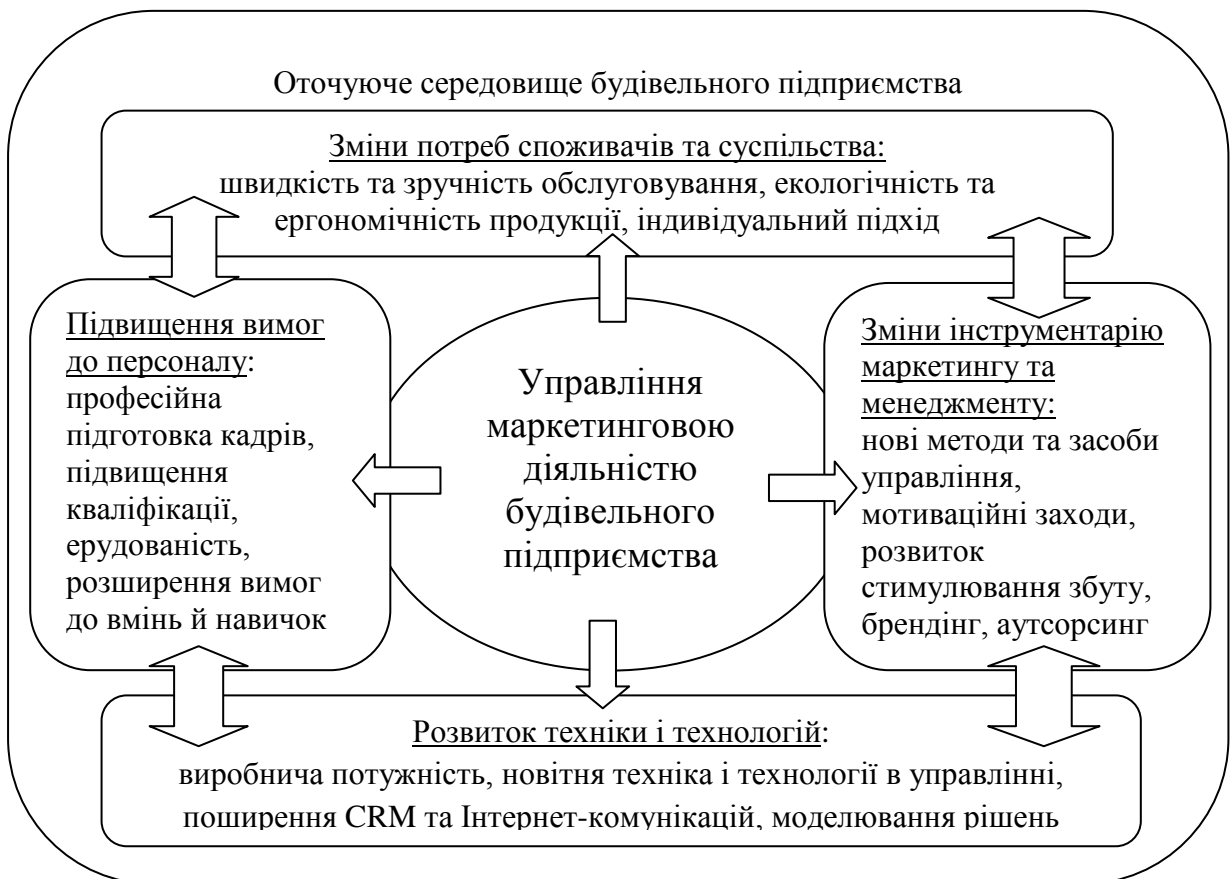 Оточуюче середовище будівельного підприємства
Зміни потреб споживачів та суспільства:
швидкість та зручність обслуговування, екологічність та
ергономічність продукції, індивідуальний підхід
Підвищення вимог
до персоналу:
професійна
підготовка кадрів,
підвищення
кваліфікації,
ерудованість,
розширення вимог
до вмінь й навичок
Управління
маркетинговою
діяльністю
будівельного
підприємства
Зміни інструментарію
маркетингу та
менеджменту:
нові методи та засоби
управління,
мотиваційні заходи,
розвиток
стимулювання збуту,
брендінг, аутсорсинг
Розвиток техніки і технологій:
виробнича потужність, новітня техніка і технології в управлінні,
поширення CRM та Інтернет-комунікацій, моделювання рішень